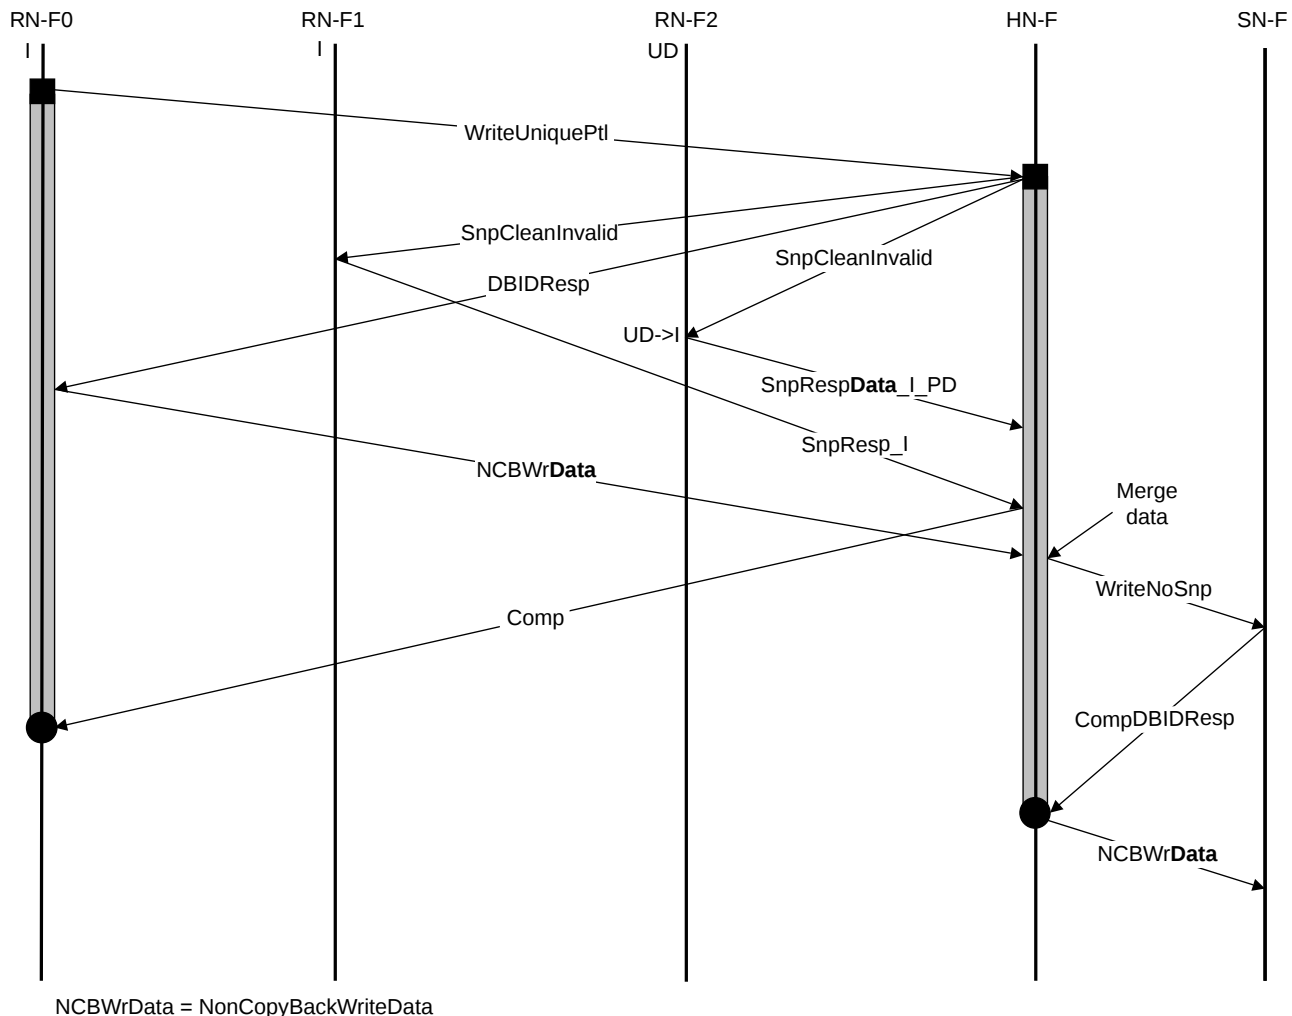 RN-F0 RN-F1 RN-F2 HN-F SN-F
I I UD
WriteUniquePtl
SnpCleanInvalid
SnpCleanInvalid
DBIDResp
UD->I
SnpRespData_I_PD
SnpResp_I
NCBWrData
Merge
data
WriteNoSnp
Comp
CompDBIDResp
NCBWrData
NCBWrData = NonCopyBackWriteData